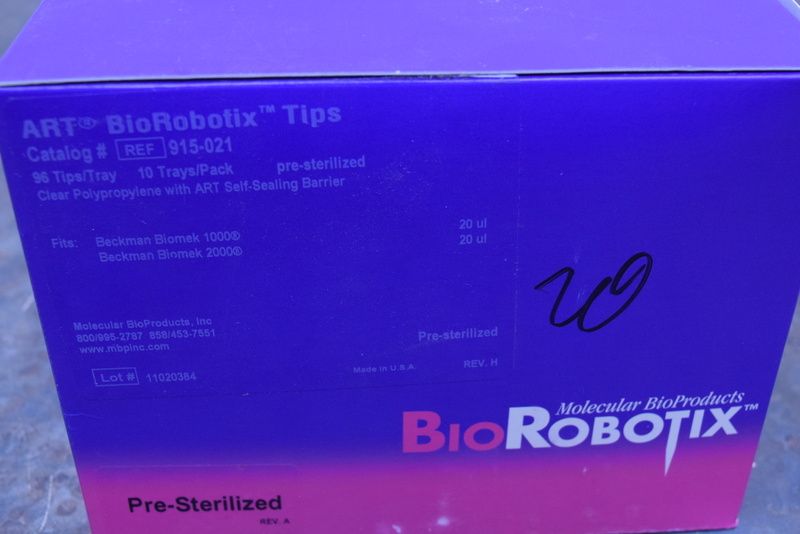 ART® BioRobotix™ Tips
Catalog # REF 915-021
96 Tips/Tray 10 Trays/Pack pre-sterilized
Clear Polypropylene with ART Self-Sealing Barrier
Fits: Beckman Biomek 1000® 20 ul
Beckman Biomek 2000® 20 ul
20
Molecular BioProducts, Inc
800/995-2787 858/453-7551
www.mbpinc.com
Pre-sterilized
Lot # 11020384
Made in U.S.A. REV. H
Molecular BioProducts
BIOROBOTIX™
Pre-Sterilized
REV. A